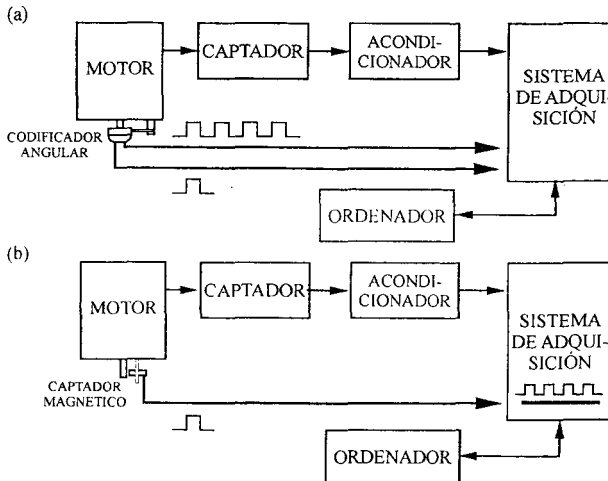 (a)
MOTOR
CAPTADOR
ACONDI-
CIONADOR
SISTEMA
DE ADQUI-
SICIÓN
CODIFICADOR
ANGULAR
ORDENADOR
(b)
MOTOR
CAPTADOR
ACONDI-
CIONADOR
SISTEMA
DE ADQUI-
SICIÓN
CAPTADOR
MAGNETICO
ORDENADOR